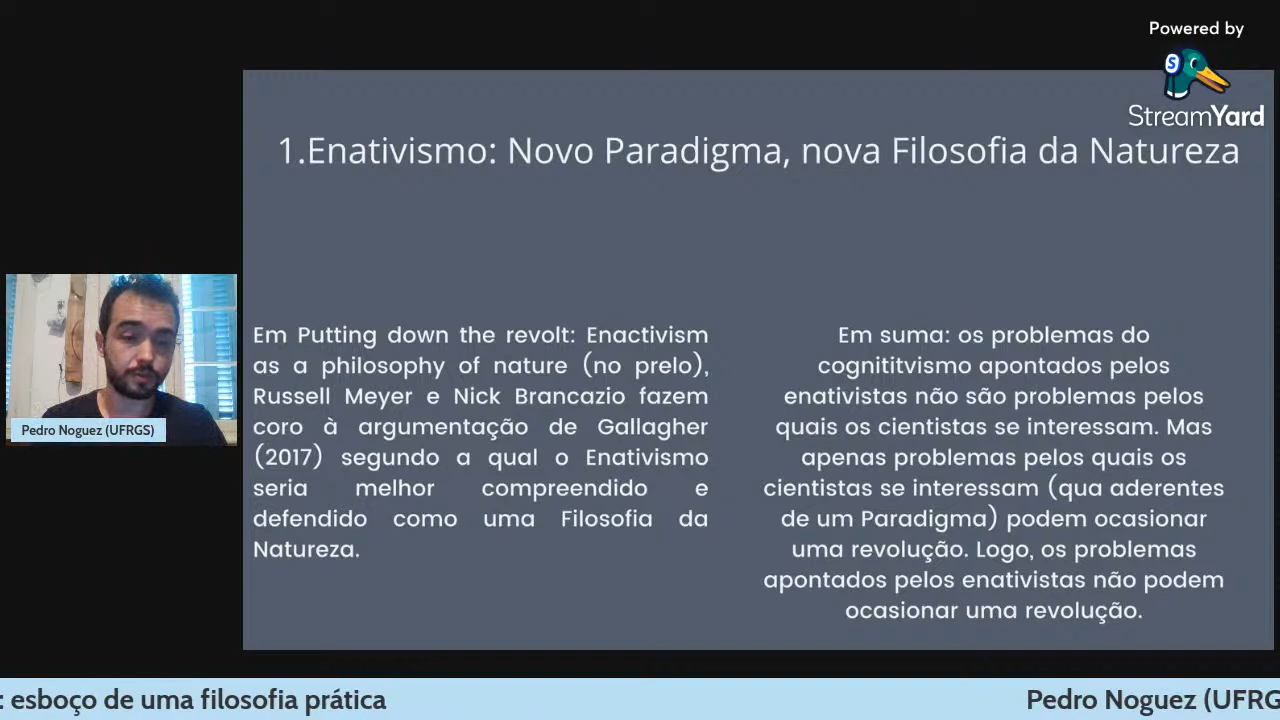 Powered by
S
StreamYard
1.Enativismo: Novo Paradigma, nova Filosofia da Natureza
Em Putting down the revolt: Enactivism
as a philosophy of nature (no prelo),
Russell Meyer e Nick Brancazio fazem
coro à argumentação de Gallagher
(2017) segundo a qual o Enativismo
seria melhor compreendido e
defendido como uma Filosofia da
Natureza.
Em suma: os problemas do
cognititvismo apontados pelos
enativistas não são problemas pelos
quais os cientistas se interessam. Mas
apenas problemas pelos quais os
cientistas se interessam (qua aderentes
de um Paradigma) podem ocasionar
uma revolução. Logo, os problemas
apontados pelos enativistas não podem
ocasionar uma revolução.
Pedro Noguez (UFRGS)
: esboço de uma filosofia prática
Pedro Noguez (UFRG